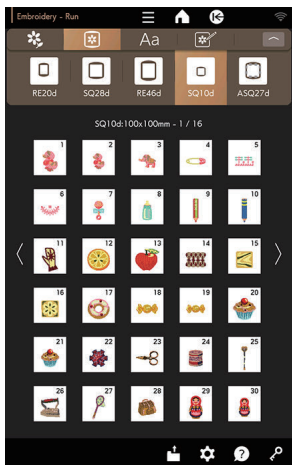 Embroidery - Run
Aa
RE20d SQ28d RE46d SQ10d ASQ27d
SQ10d:100x100mm - 1 / 16
1 2 3 4 5
6 7 8 9 10
11 12 13 14 15
16 17 18 19 20
21 22 23 24 25
26 27 28 29 30
?